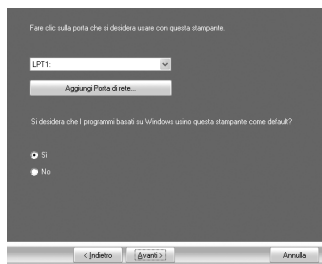 Fare clic sulla porta che si desidera usare con questa stampante.
LPT1:
Aggiungi Porta di rete...
Si desidera che I programmi basati su Windows usino questa stampante come default?
Sì
No
< Indietro
Avanti >
Annulla